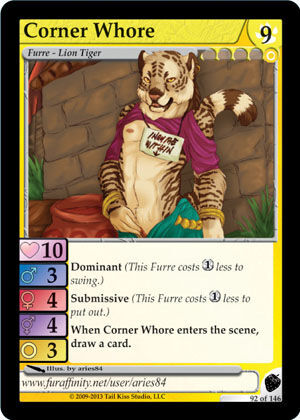 Corner Whore
9
Furre - Lion Tiger
INQUIRE
WITHIN
10
3
4
4
3
Dominant (This Furre costs 1 less to
swing.)
Submissive (This Furre costs 1 less to
put out.)
When Corner Whore enters the scene,
draw a card.
Illus. by aries84
www.furaffinity.net/user/aries84
92 of 146
©2009-2013 Tail Kiss Studio, LLC